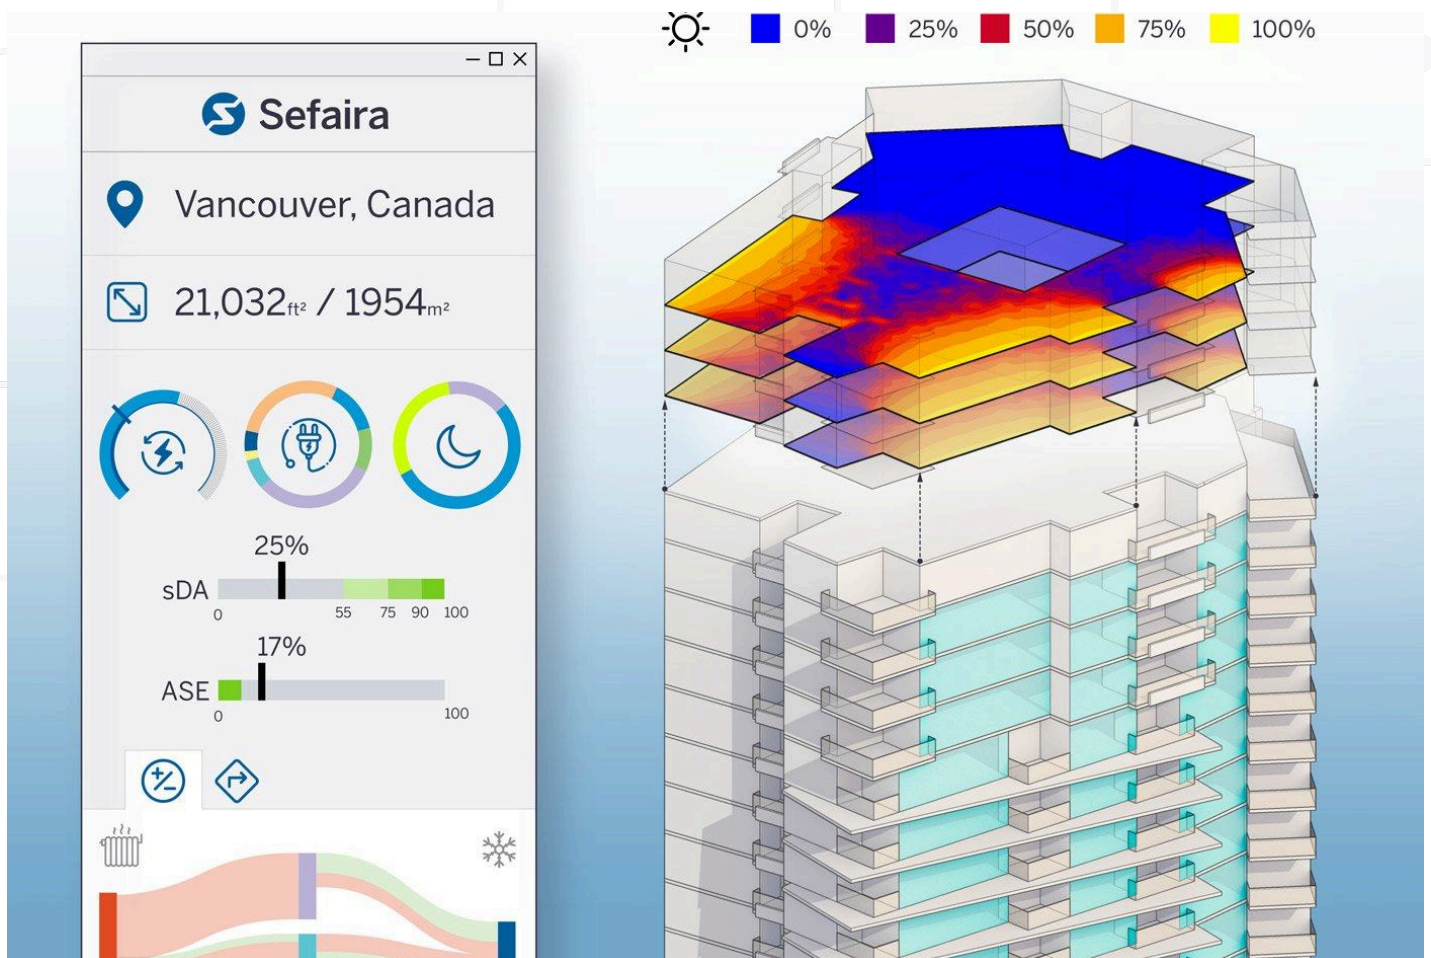 0% 25% 50% 75% 100%
Sefaira
Vancouver, Canada
21,032ft² / 1954m²
25%
sDA
0 55 75 90 100
17%
ASE
0 100